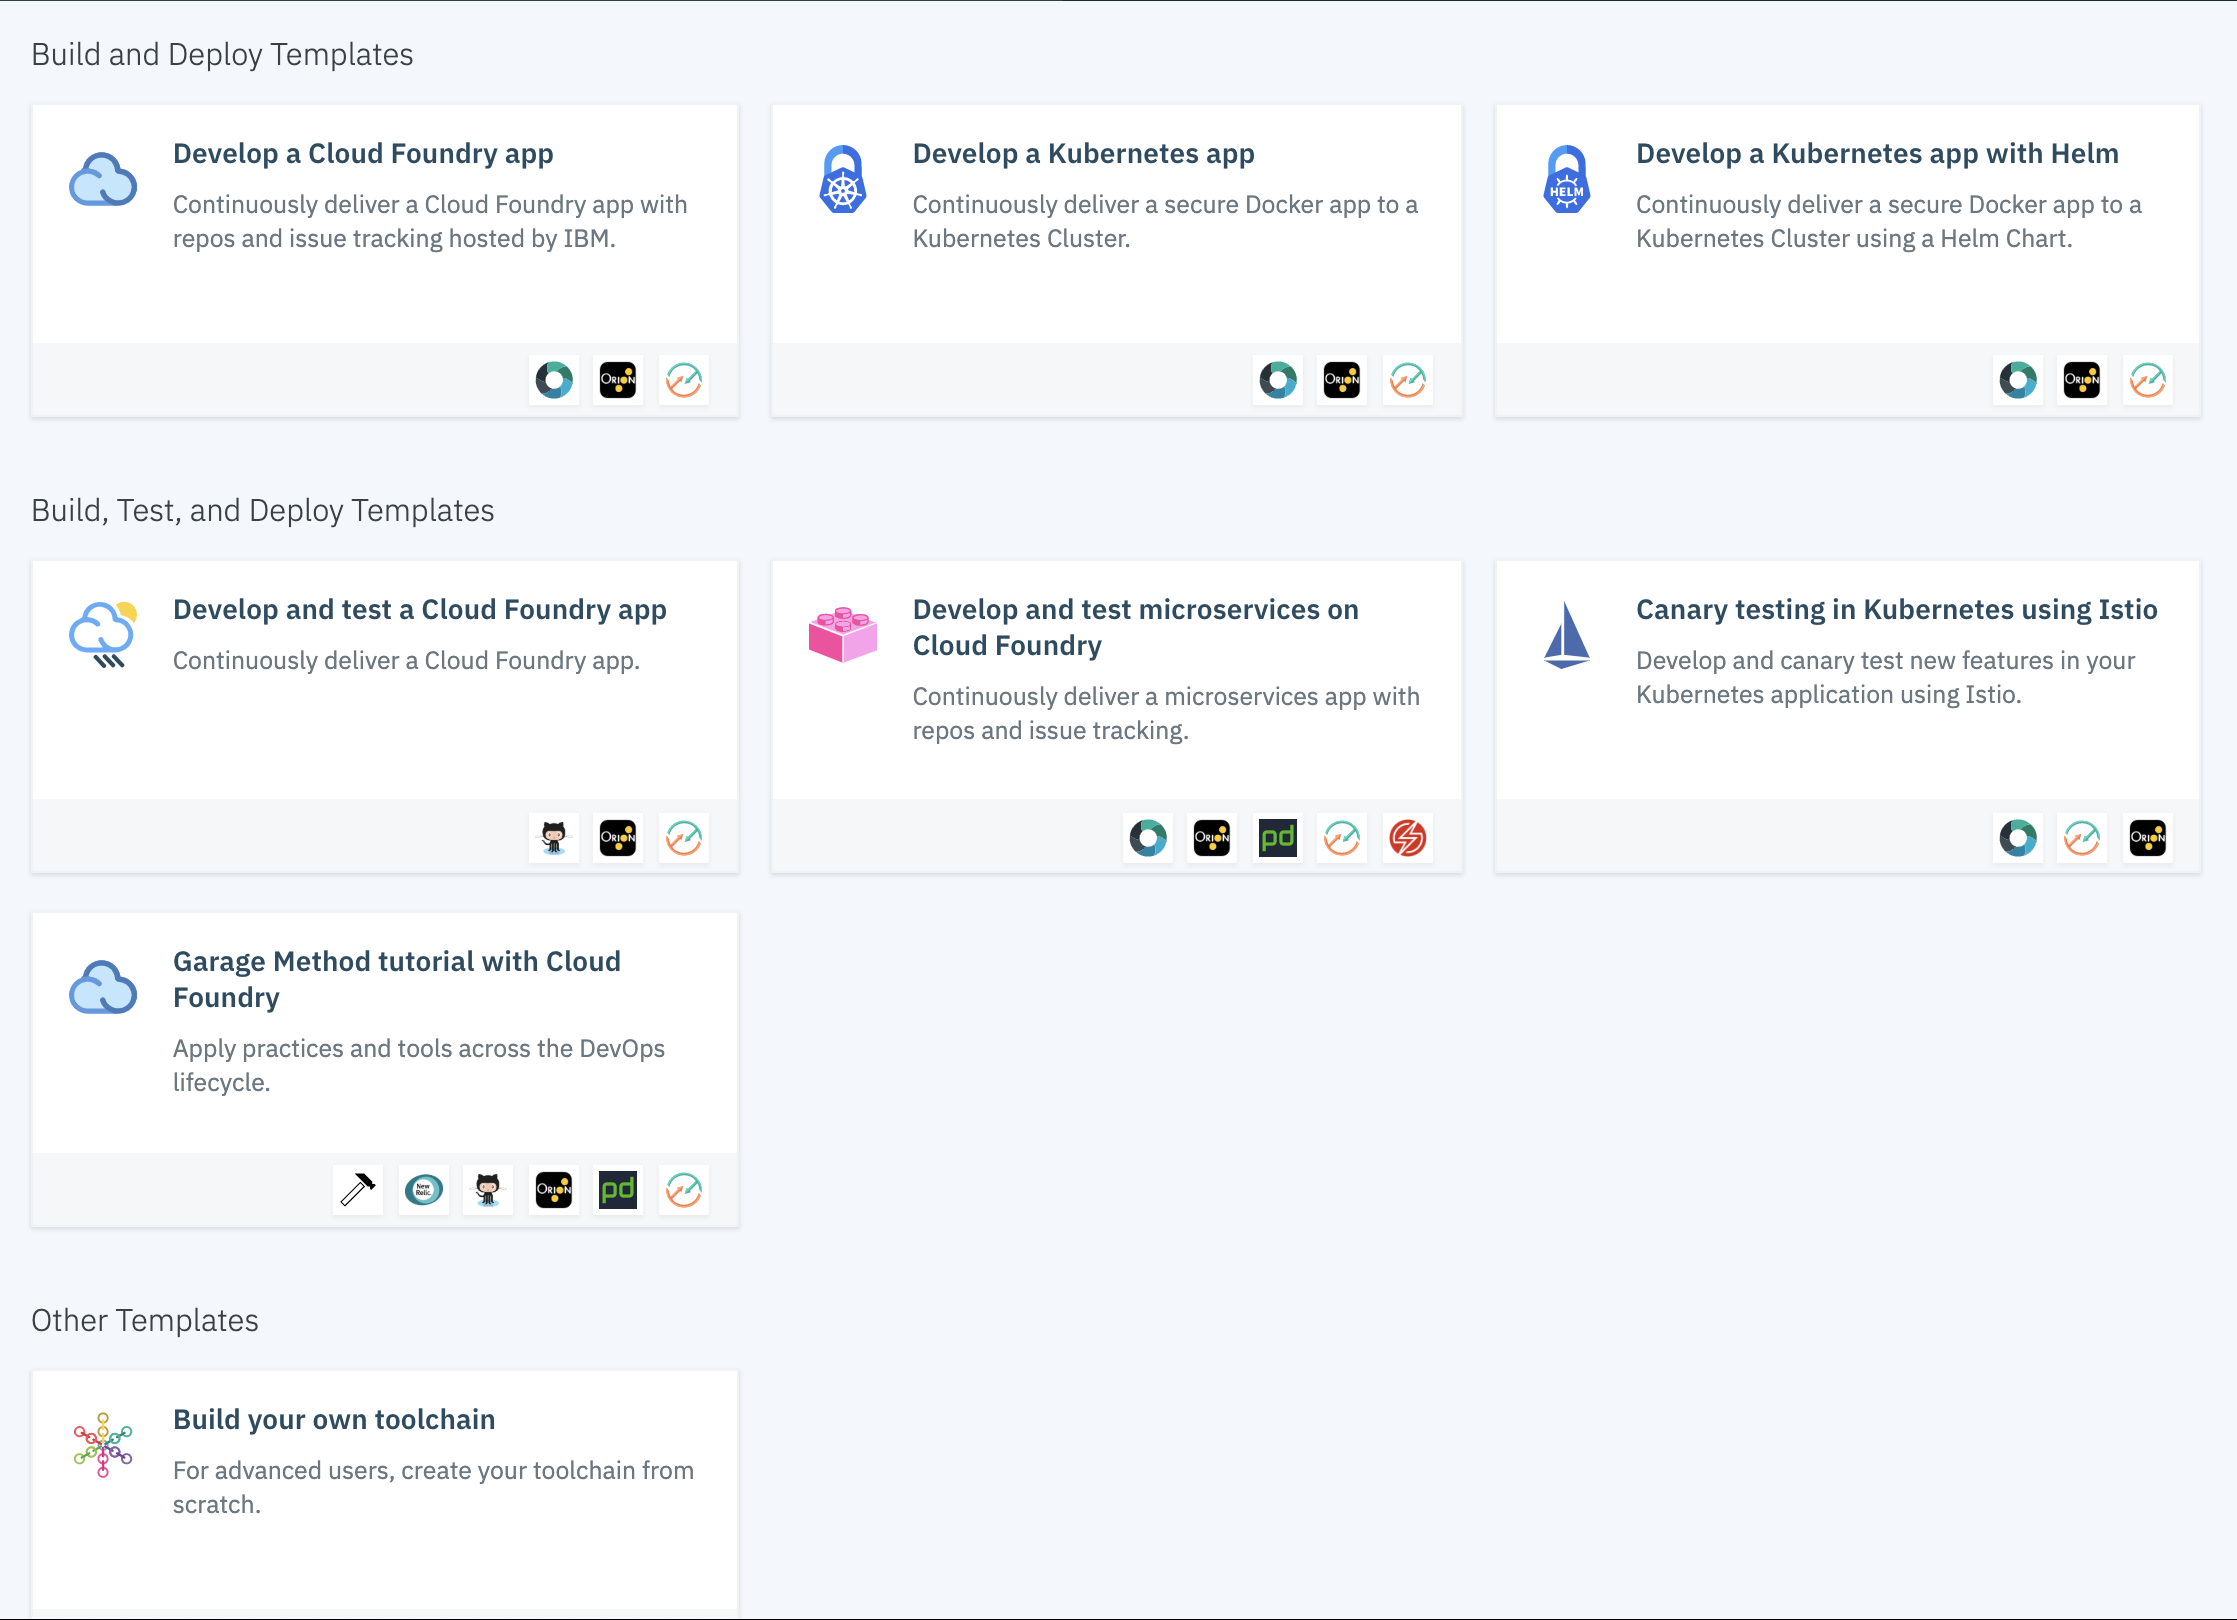 Build and Deploy Templates
Develop a Cloud Foundry app
Continuously deliver a Cloud Foundry app with
repos and issue tracking hosted by IBM.
ORION
Develop a Kubernetes app
Continuously deliver a secure Docker app to a
Kubernetes Cluster.
ORION
HELM
Develop a Kubernetes app with Helm
Continuously deliver a secure Docker app to a
Kubernetes Cluster using a Helm Chart.
ORION
Build, Test, and Deploy Templates
Develop and test a Cloud Foundry app
Continuously deliver a Cloud Foundry app.
ORION
Develop and test microservices on
Cloud Foundry
Continuously deliver a microservices app with
repos and issue tracking.
ORION
pd
Canary testing in Kubernetes using Istio
Develop and canary test new features in your
Kubernetes application using Istio.
ORION
Garage Method tutorial with Cloud
Foundry
Apply practices and tools across the DevOps
lifecycle.
New
Relic.
ORION
pd
Other Templates
Build your own toolchain
For advanced users, create your toolchain from
scratch.